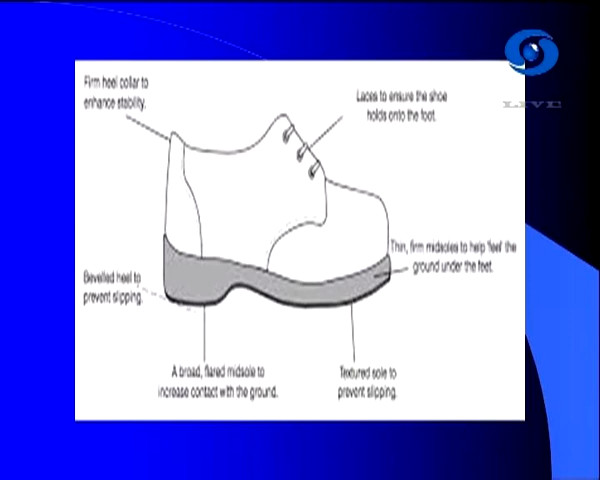 LIVE
Firm heel collar to
enhance stability.
Laces to ensure the shoe
holds onto the foot.
Thin, firm midsoles to help 'feel' the
ground under the feet.
Bevelled heel to
prevent slipping.
A broad, flared midsole to
increase contact with the ground.
Textured sole to
prevent slipping.